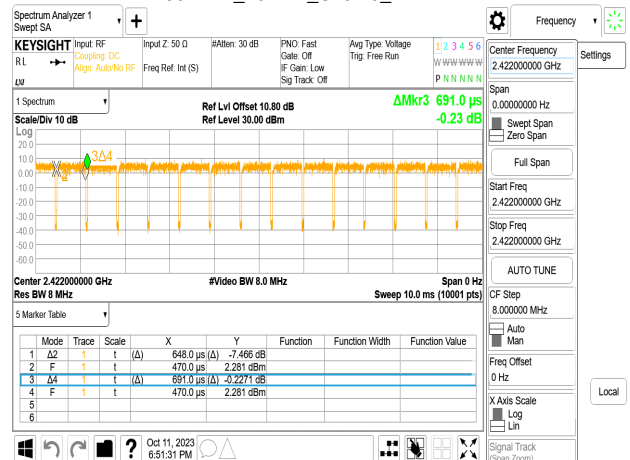 Spectrum Analyzer 1
Swept SA
Frequency
KEYSIGHT
R L
Input: RF
Coupling: DC
Align: Auto/No RF
Input Z: 50 Ω
Freq Ref: Int (S)
#Atten: 30 dB
PNO: Fast
Gate: Off
IF Gain: Low
Sig Track: Off
Avg Type: Voltage
Trig: Free Run
1 2 3 4 5 6
W W W W W W
P N N N N N
Center Frequency
2.422000000 GHz
Settings
Span
0.00000000 Hz
Swept Span
Zero Span
Full Span
Start Freq
2.422000000 GHz
Stop Freq
2.422000000 GHz
AUTO TUNE
CF Step
8.000000 MHz
Auto
Man
Freq Offset
0 Hz
X Axis Scale
Log
Lin
Local
Signal Track
(Span Zoom)
1 Spectrum
Scale/Div 10 dB
Ref Lvl Offset 10.80 dB
Ref Level 30.00 dBm
ΔMkr3 691.0 µs
-0.23 dB
Log
20.0
10.0
0.00
-10.0
-20.0
-30.0
-40.0
-50.0
-60.0
3Δ4
Center 2.422000000 GHz
#Video BW 8.0 MHz
Span 0 Hz
Res BW 8 MHz
Sweep 10.0 ms (10001 pts)
5 Marker Table
Mode Trace Scale X Y Function Function Width Function Value
1 Δ2 1 t (Δ) 648.0 µs (Δ) -7.466 dB
2 F 1 t 470.0 µs 2.281 dBm
3 Δ4 1 t (Δ) 691.0 µs (Δ) -0.2271 dB
4 F 1 t 470.0 µs 2.281 dBm
5
6
?
Oct 11, 2023
6:51:31 PM